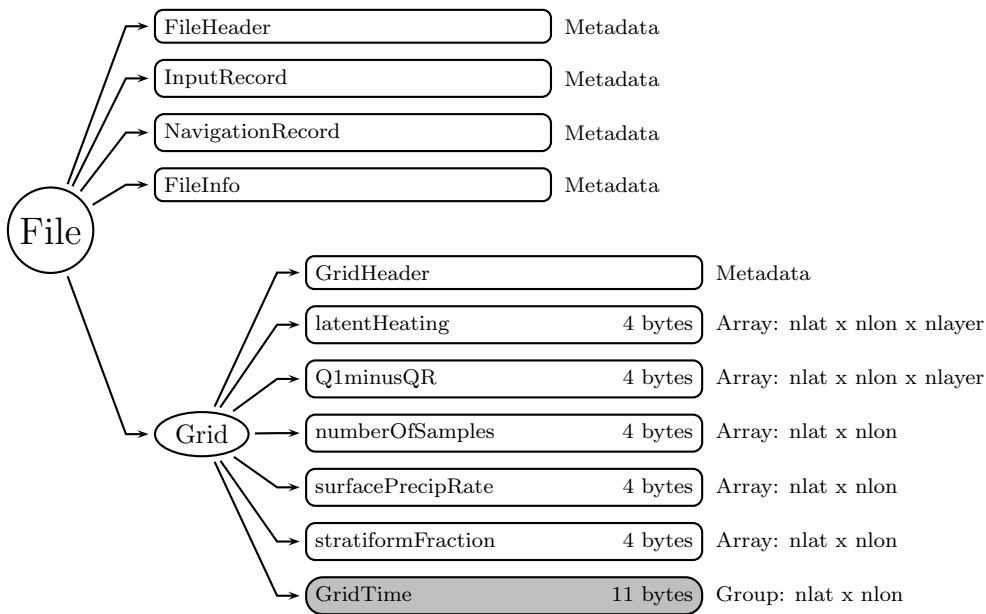 FileHeader Metadata
InputRecord Metadata
NavigationRecord Metadata
FileInfo Metadata
File
GridHeader Metadata
latentHeating 4 bytes Array: nlat x nlon x nlayer
Q1minusQR 4 bytes Array: nlat x nlon x nlayer
Grid
numberOfSamples 4 bytes Array: nlat x nlon
surfacePrecipRate 4 bytes Array: nlat x nlon
stratiformFraction 4 bytes Array: nlat x nlon
GridTime 11 bytes Group: nlat x nlon